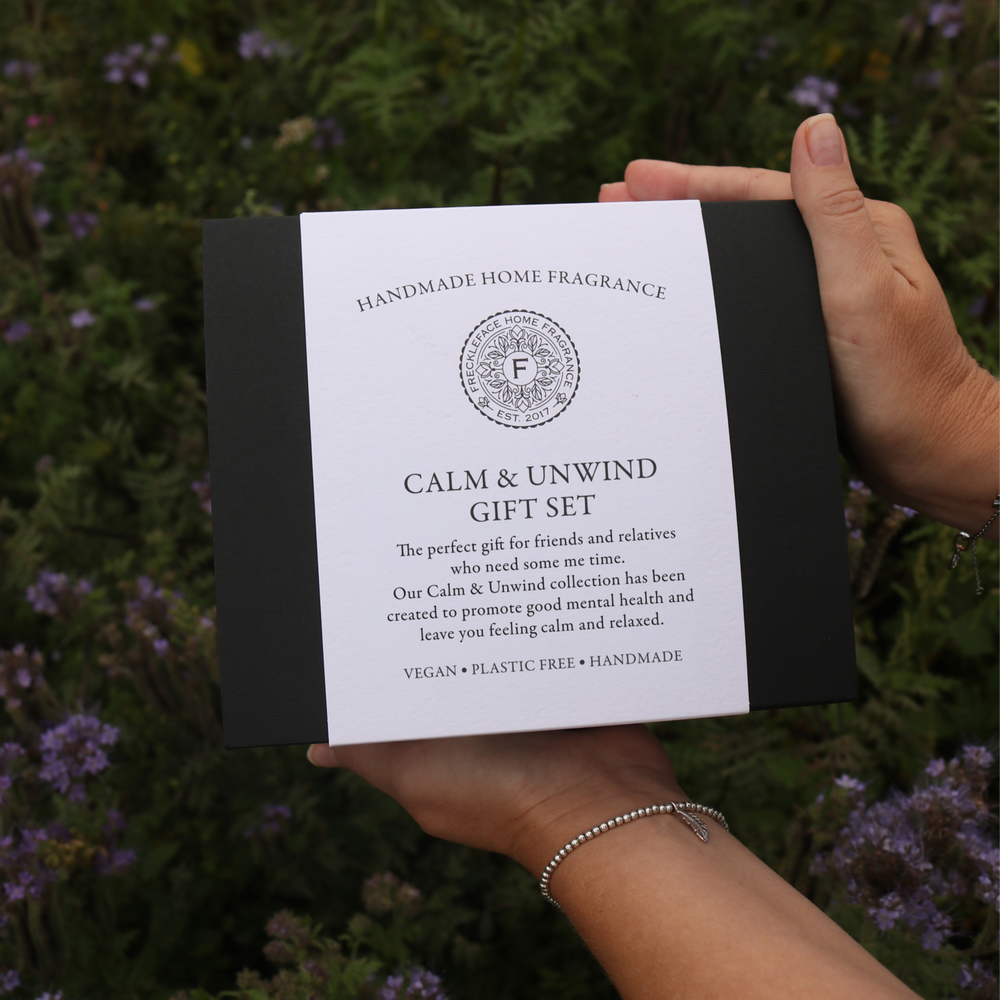 HANDMADE HOME FRAGRANCE
FRECKLEFACE HOME FRAGRANCE
F
EST. 2017
CALM & UNWIND
GIFT SET
The perfect gift for friends and relatives
who need some me time.
Our Calm & Unwind collection has been
created to promote good mental health and
leave you feeling calm and relaxed.
VEGAN • PLASTIC FREE • HANDMADE